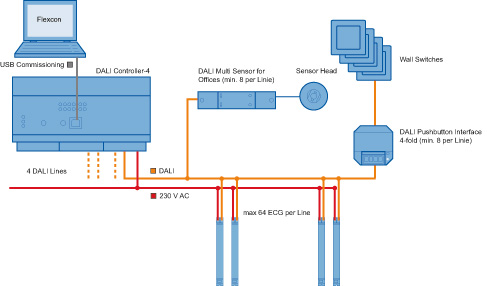 Flexcon
USB Commissioning
DALI Controller-4
DALI Multi Sensor for
Offices (min. 8 per Linie)
Sensor Head
Wall Switches
DALI Pushbutton Interface
4-fold (min. 8 per Linie)
4 DALI Lines
DALI
230 V AC
max 64 ECG per Line